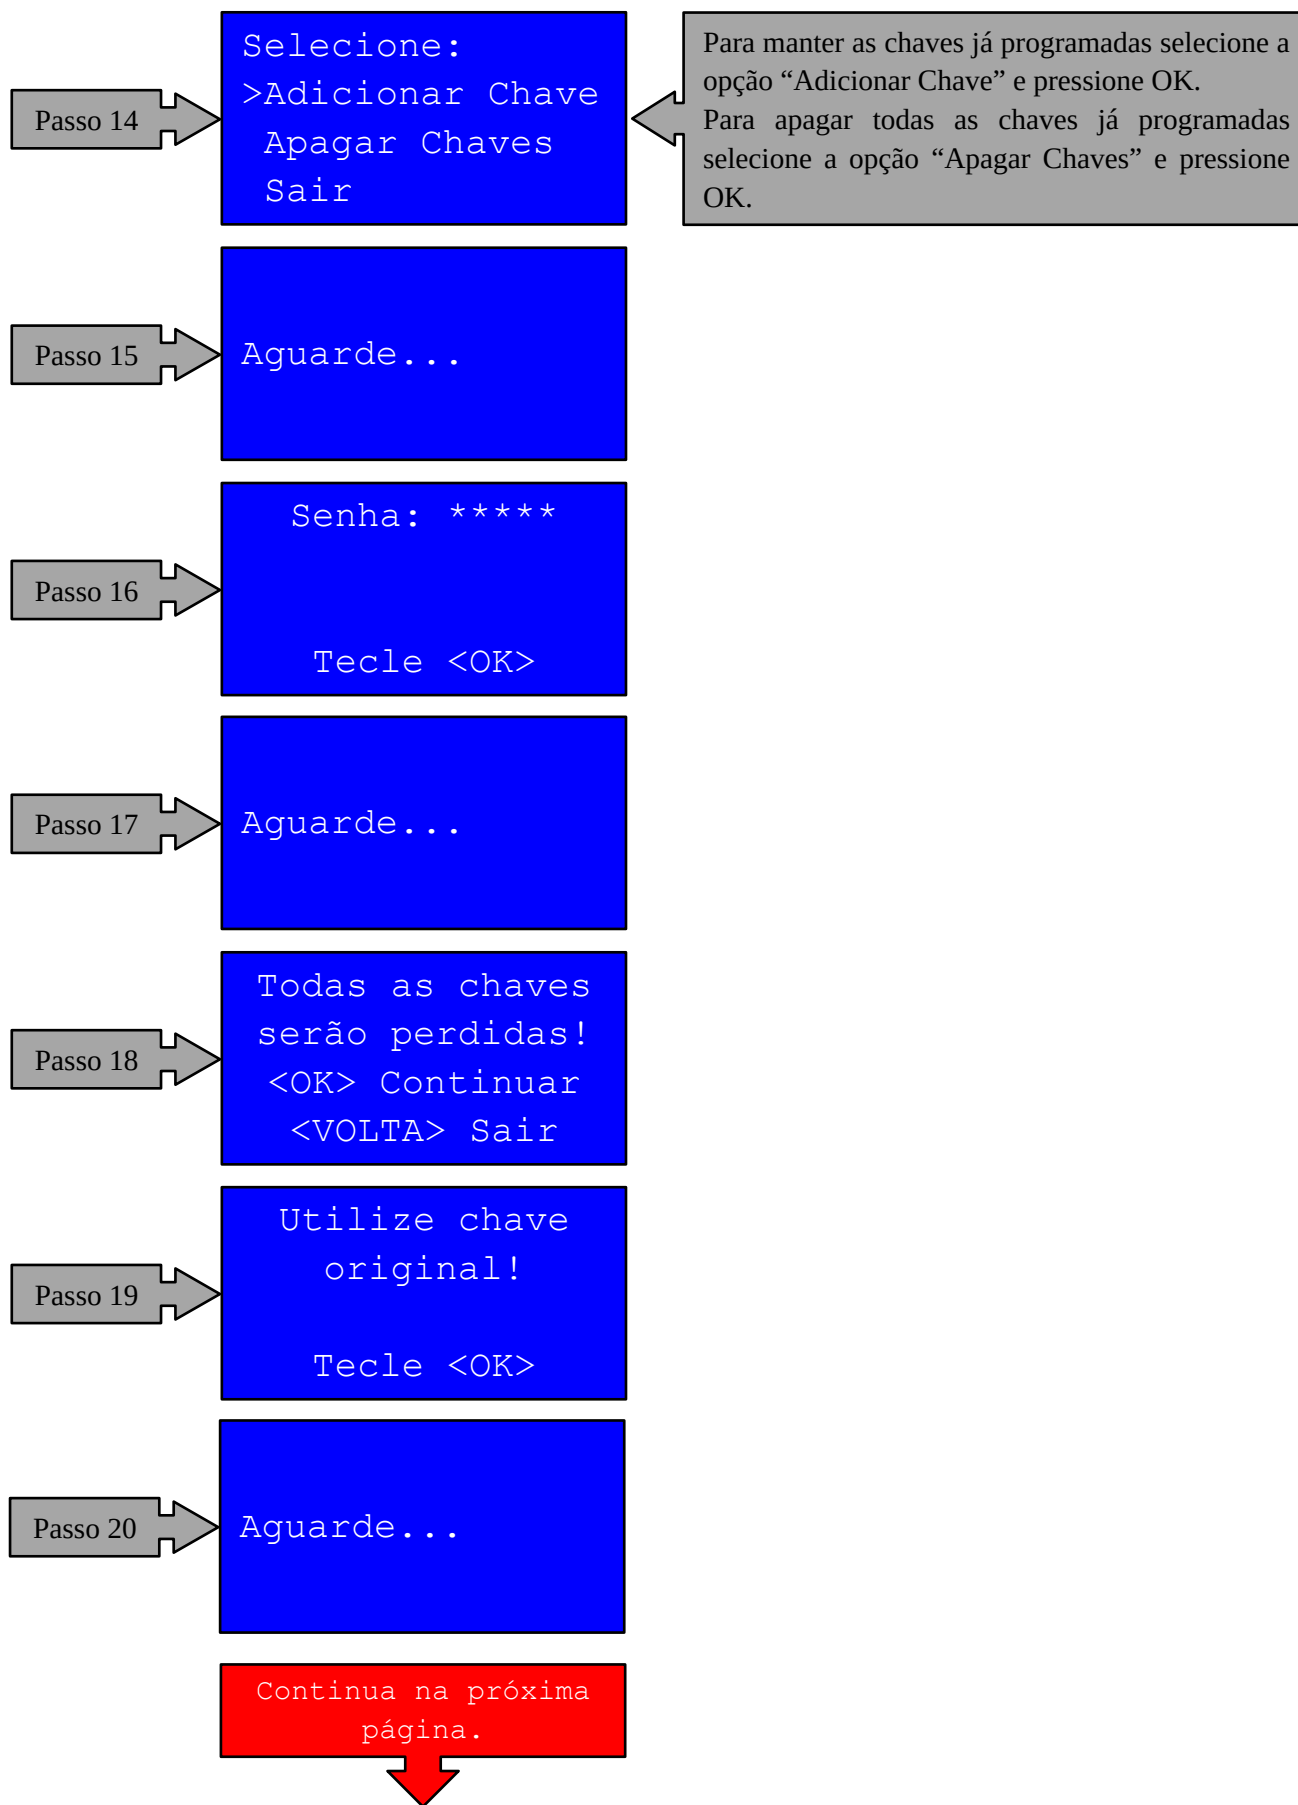 Passo 14
Selecione:
>Adicionar Chave
Apagar Chaves
Sair
Para manter as chaves já programadas selecione a
opção “Adicionar Chave” e pressione OK.
Para apagar todas as chaves já programadas
selecione a opção “Apagar Chaves” e pressione
OK.
Passo 15
Aguarde...
Passo 16
Senha: *****
Tecle <OK>
Passo 17
Aguarde...
Passo 18
Todas as chaves
serão perdidas!
<OK> Continuar
<VOLTA> Sair
Passo 19
Utilize chave
original!
Tecle <OK>
Passo 20
Aguarde...
Continua na próxima
página.